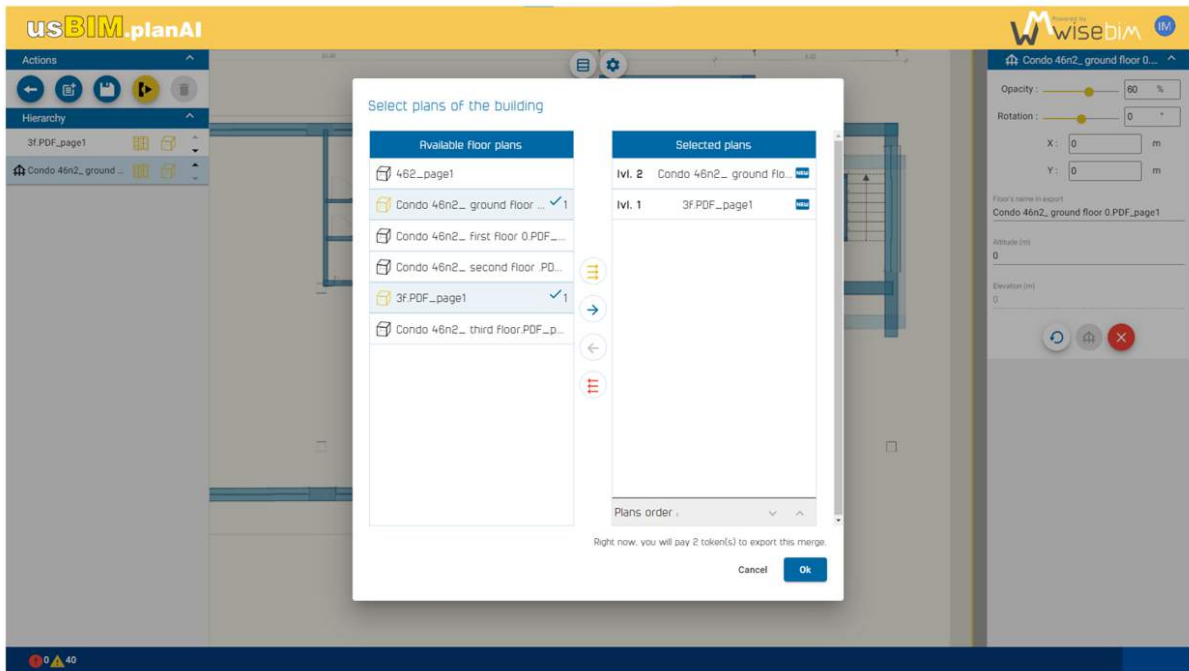 usBIM.planAI
Powered by
wisebim
IM
Actions
Hierarchy
3f.PDF_page1
Condo 46n2_ ground ...
Select plans of the building
Available floor plans
462_page1
Condo 46n2_ ground floor ... 1
Condo 46n2_ first floor 0.PDF_...
Condo 46n2_ second floor .PD...
3f.PDF_page1 1
Condo 46n2_ third floor.PDF_p...
Selected plans
lvl. 2 Condo 46n2_ ground flo... NEW
lvl. 1 3f.PDF_page1 NEW
Plans order :
Right now, you will pay 2 token(s) to export this merge.
Cancel Ok
Condo 46n2_ ground floor 0....
Opacity : 60 %
Rotation : 0 °
X : 0 m
Y : 0 m
Floor's name in export
Condo 46n2_ ground floor 0.PDF_page1
Altitude (m)
0
Elevation (m)
0
0 40